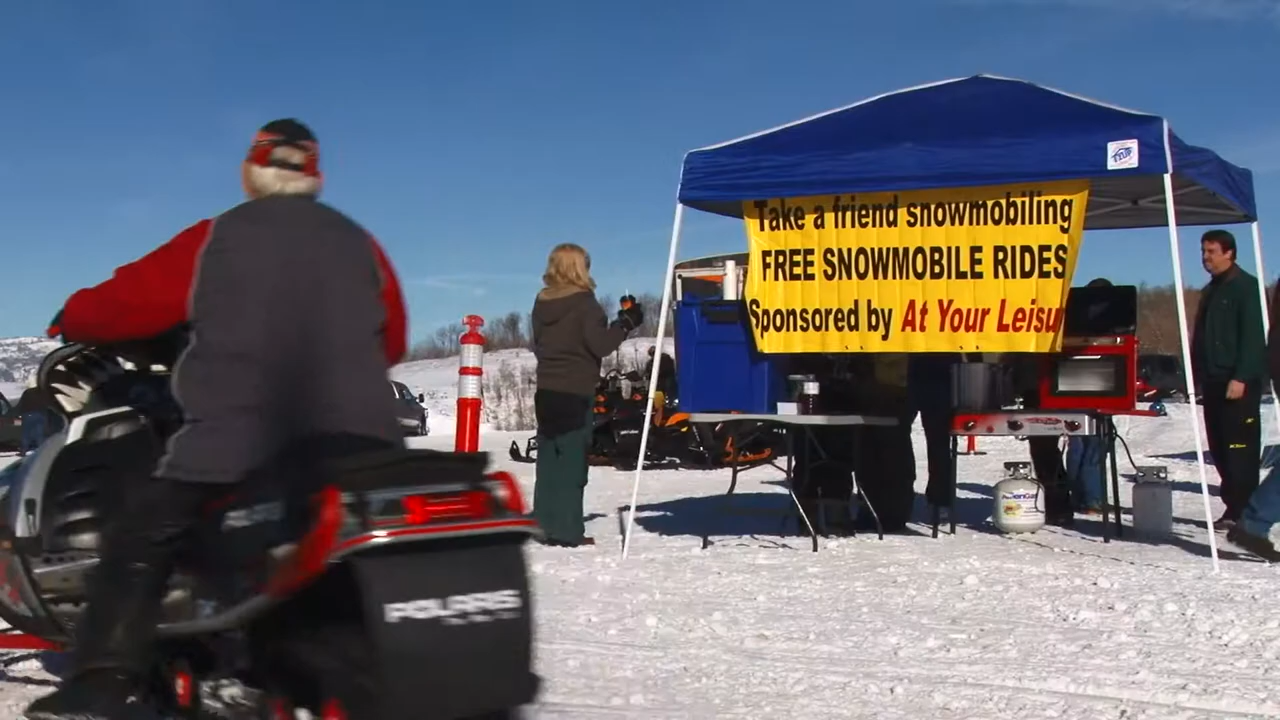 Take a friend snowmobiling
FREE SNOWMOBILE RIDES
Sponsored by At Your Leisu
POLARIS